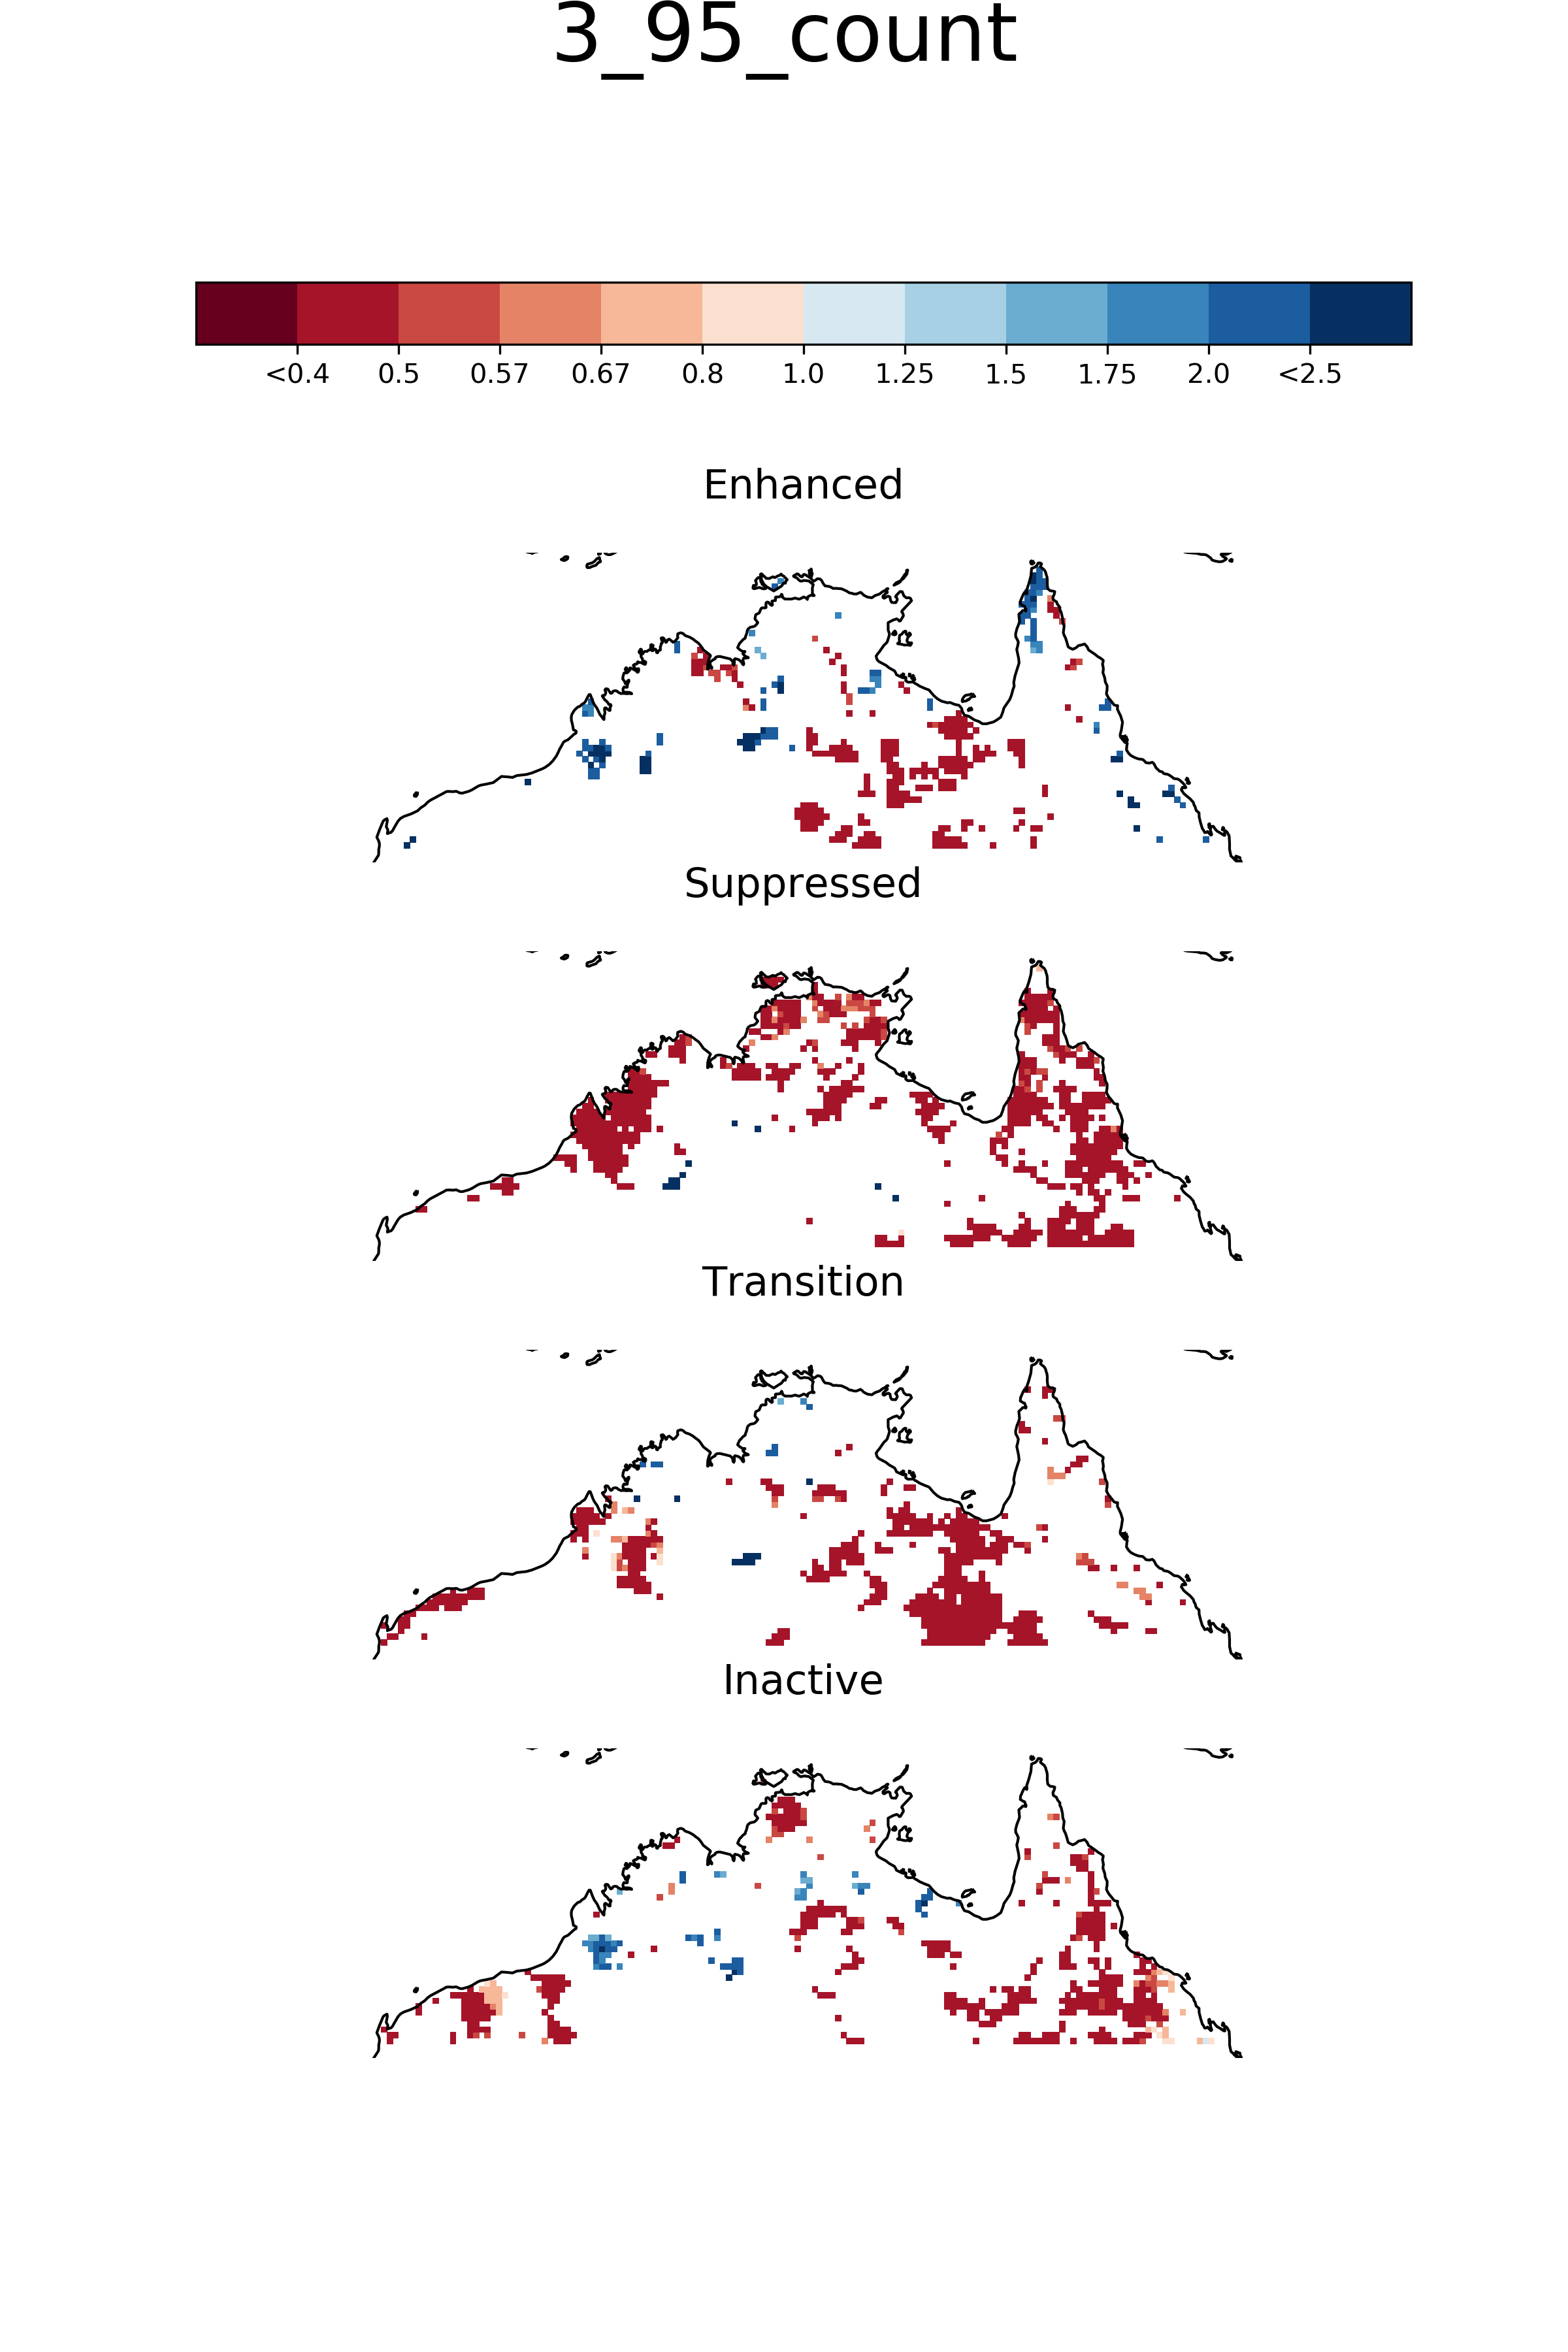 3_95_count
<0.4 0.5 0.57 0.67 0.8 1.0 1.25 1.5 1.75 2.0 <2.5
Enhanced
Suppressed
Transition
Inactive